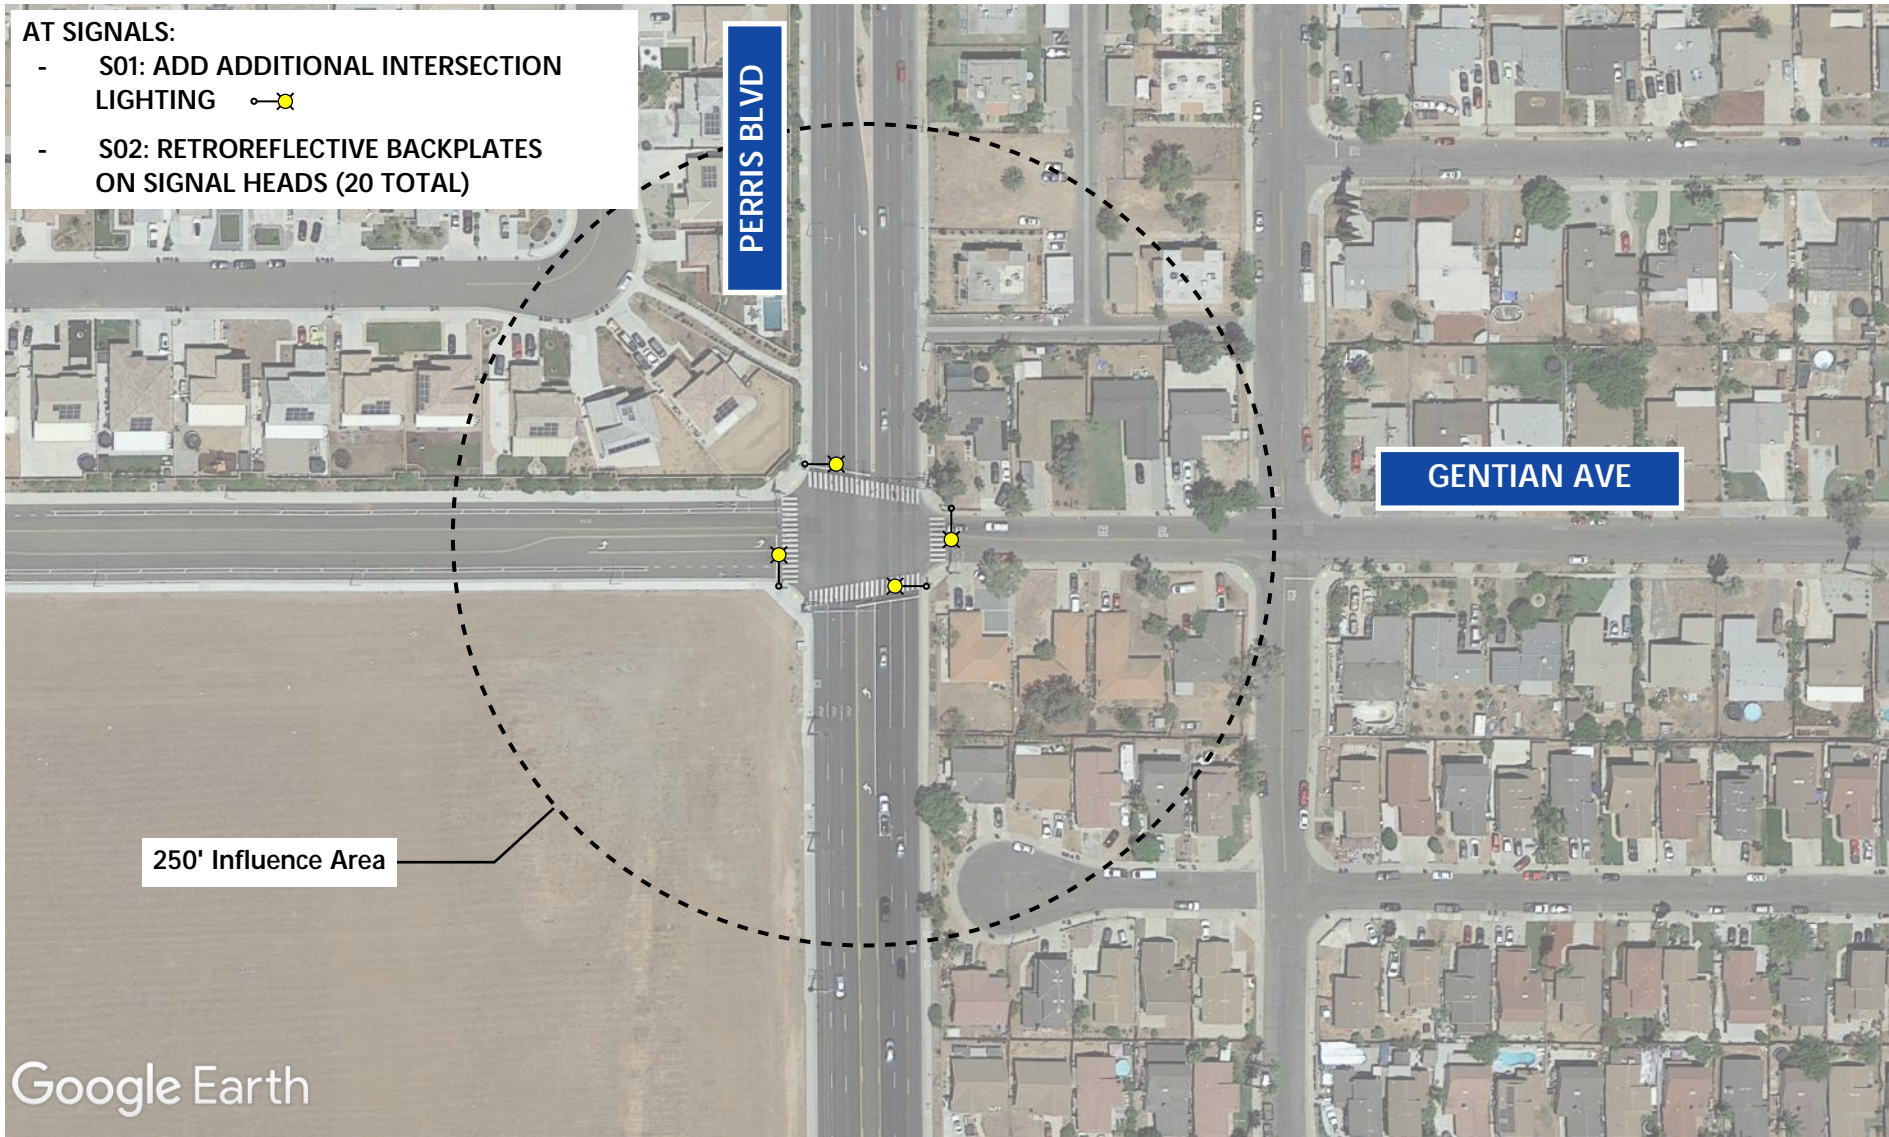 AT SIGNALS:
- S01: ADD ADDITIONAL INTERSECTION
LIGHTING
- S02: RETROREFLECTIVE BACKPLATES
ON SIGNAL HEADS (20 TOTAL)
PERRIS BLVD
GENTIAN AVE
250' Influence Area
Google Earth